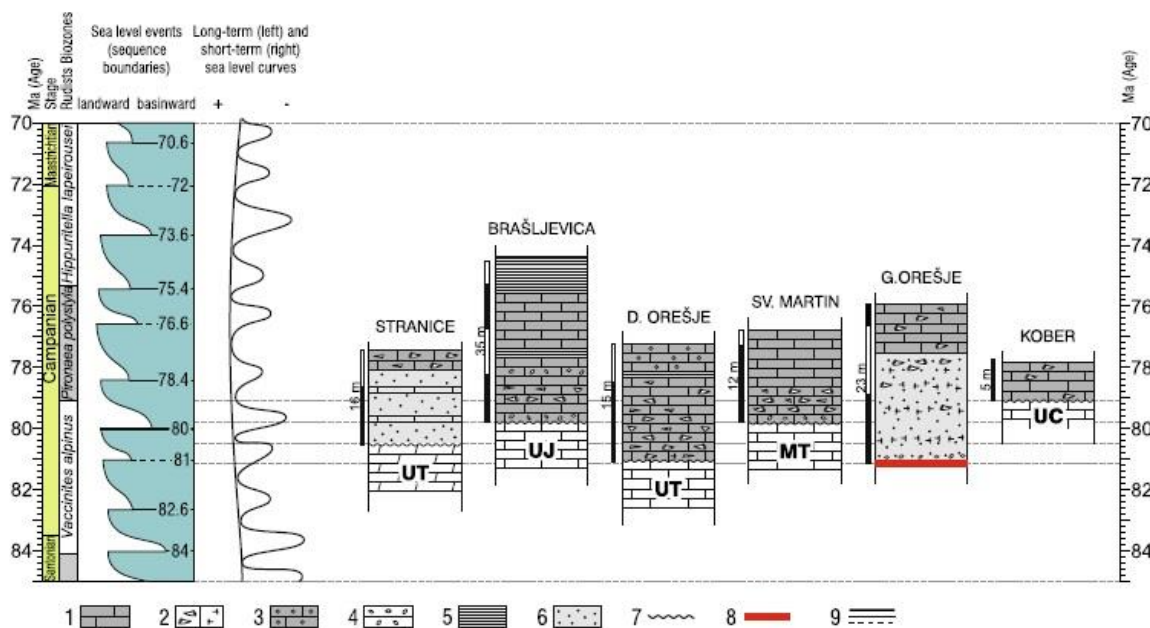 Ma (Age)
Stage
Rudists Biozones
Sea level events
(sequence
boundaries)
landward basinward
Long-term (left) and
short-term (right)
sea level curves
+ -
Ma (Age)
70
72
74
76
78
80
82
84
Maastrichtian
Campanian
Santonian
Hippuritella lapeirousei
Pironaea polystyla
Vaccinites alpinus
70.6
72
73.6
75.4
76.6
78.4
80
81
82.6
84
STRANICE
16 m
UT
BRAŠLJEVICA
35 m
UJ
D. OREŠJE
15 m
UT
SV. MARTIN
12 m
MT
G.OREŠJE
23 m
KOBER
5 m
UC
70
72
74
76
78
80
82
84
1 2 3 4 5 6 7 8 9